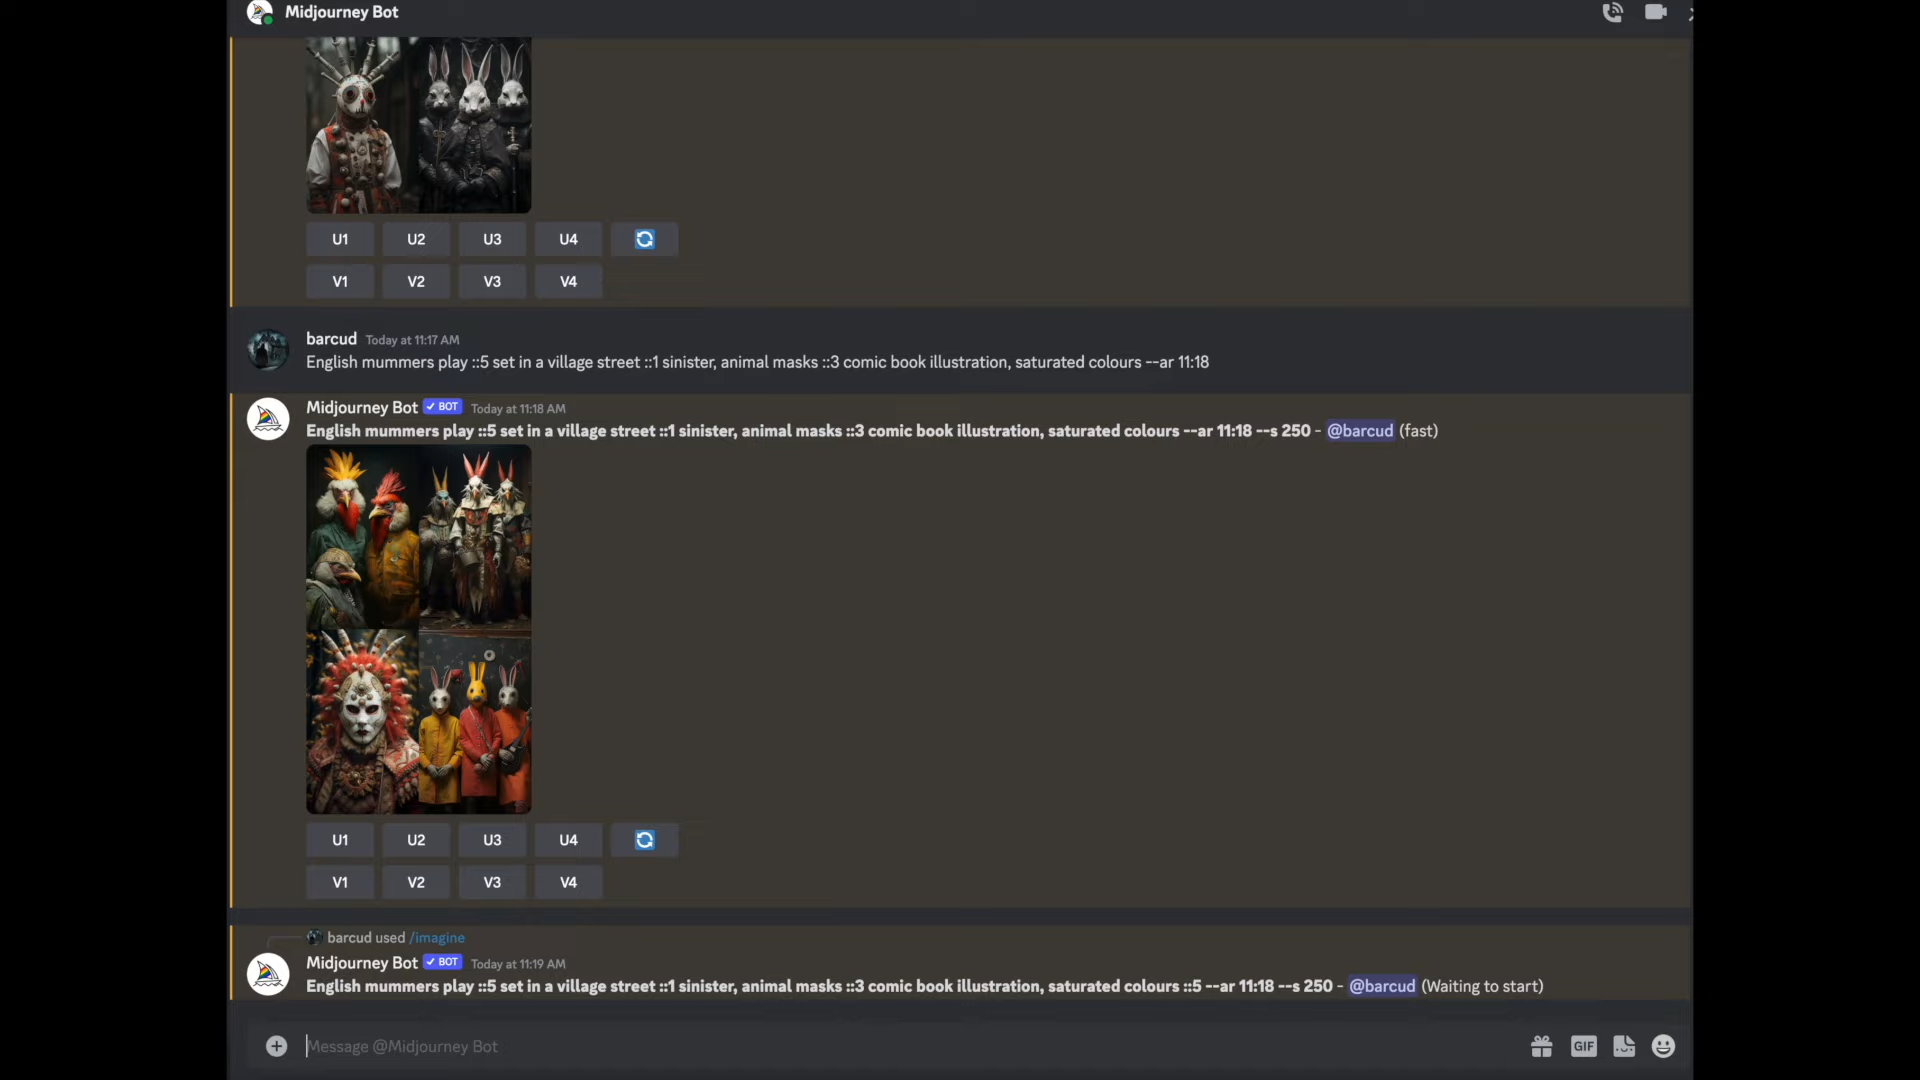 Midjourney Bot
U1 U2 U3 U4
V1 V2 V3 V4
barcud Today at 11:17 AM
English mummers play ::5 set in a village street ::1 sinister, animal masks ::3 comic book illustration, saturated colours --ar 11:18
Midjourney Bot ✓ BOT Today at 11:18 AM
English mummers play ::5 set in a village street ::1 sinister, animal masks ::3 comic book illustration, saturated colours --ar 11:18 --s 250 - @barcud (fast)
U1 U2 U3 U4
V1 V2 V3 V4
barcud used /imagine
Midjourney Bot ✓ BOT Today at 11:19 AM
English mummers play ::5 set in a village street ::1 sinister, animal masks ::3 comic book illustration, saturated colours ::5 --ar 11:18 --s 250 - @barcud (Waiting to start)
Message @Midjourney Bot
GIF